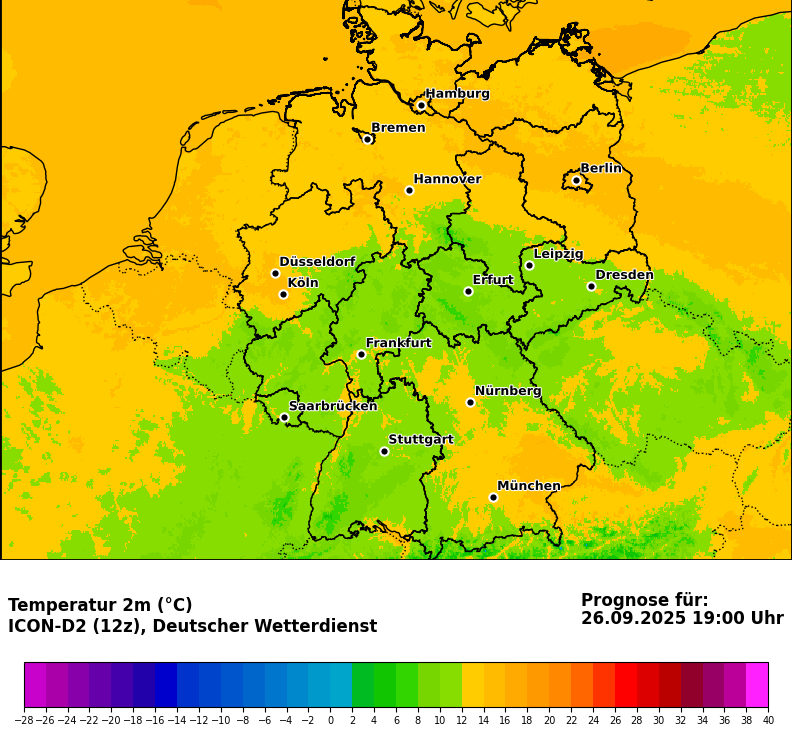 Hamburg
Bremen
Berlin
Hannover
Leipzig
Düsseldorf
Dresden
Köln
Erfurt
Frankfurt
Nürnberg
Saarbrücken
Stuttgart
München
Temperatur 2m (°C)
ICON-D2 (12z), Deutscher Wetterdienst
Prognose für:
26.09.2025 19:00 Uhr
−28 −26 −24 −22 −20 −18 −16 −14 −12 −10 −8 −6 −4 −2 0 2 4 6 8 10 12 14 16 18 20 22 24 26 28 30 32 34 36 38 40